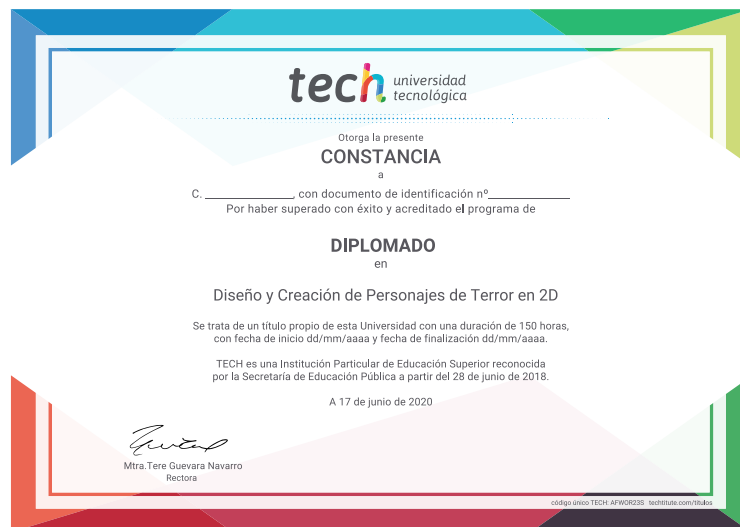 tech universidad
tecnológica
Otorga la presente
CONSTANCIA
a
C. ______________, con documento de identificación nº_____________
Por haber superado con éxito y acreditado el programa de
DIPLOMADO
en
Diseño y Creación de Personajes de Terror en 2D
Se trata de un título propio de esta Universidad con una duración de 150 horas,
con fecha de inicio dd/mm/aaaa y fecha de finalización dd/mm/aaaa.
TECH es una Institución Particular de Educación Superior reconocida
por la Secretaría de Educación Pública a partir del 28 de junio de 2018.
A 17 de junio de 2020
Mtra.Tere Guevara Navarro
Rectora
código único TECH: AFWOR23S techtitute.com/titulos